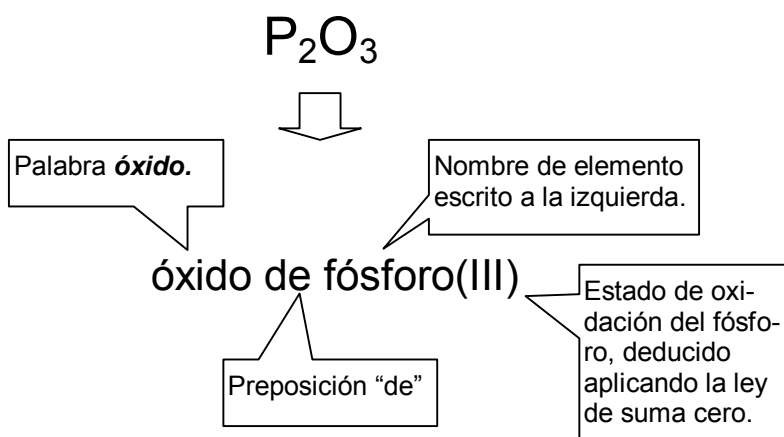 P₂O₃
Palabra óxido.
Nombre de elemento
escrito a la izquierda.
óxido de fósforo(III)
Preposición “de”
Estado de oxi-
dación del fósfo-
ro, deducido
aplicando la ley
de suma cero.